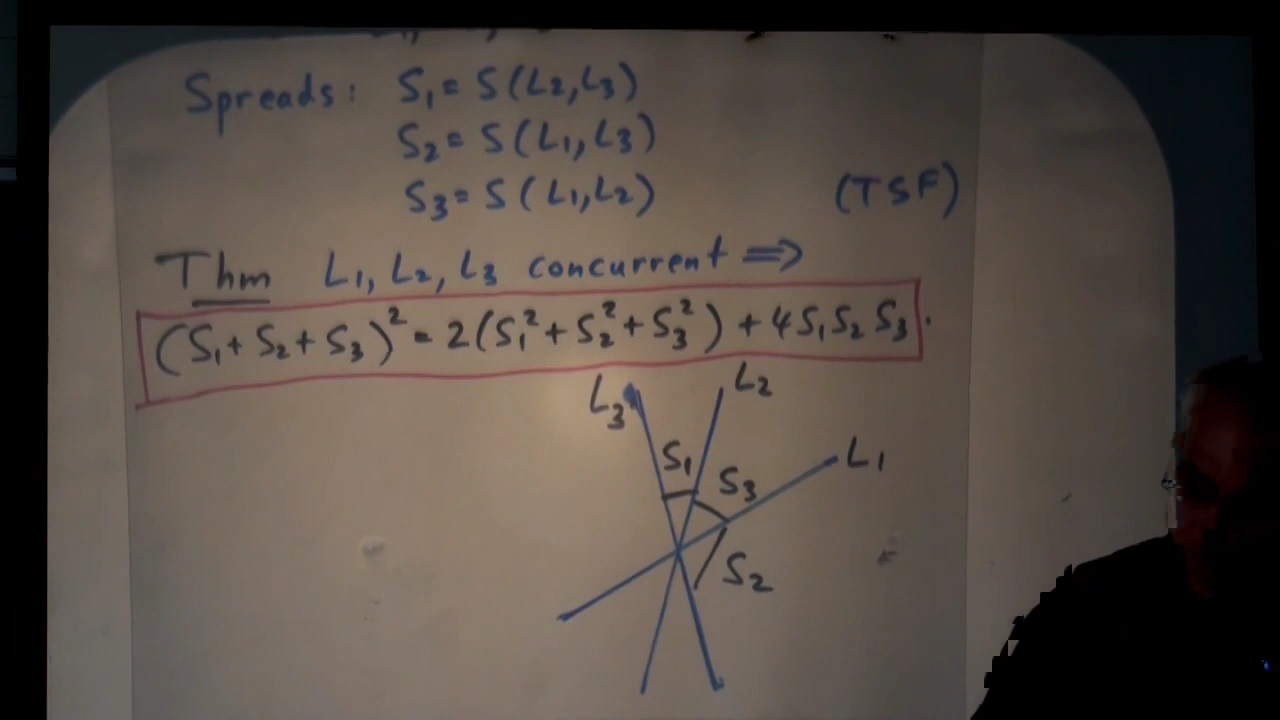 Spreads: S₁ = S(L₂,L₃)
S₂ = S(L₁,L₃)
S₃ = S(L₁,L₂) (TSF)
Thm L₁, L₂, L₃ concurrent ⟹
(S₁ + S₂ + S₃)² = 2(S₁² + S₂² + S₃²) + 4S₁S₂S₃.
L₃ L₂
S₁ L₁
S₃
S₂